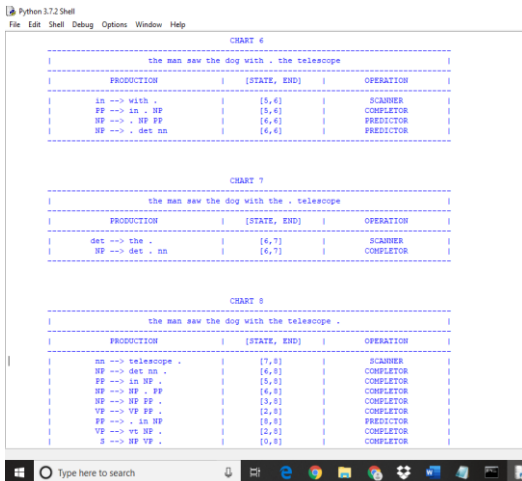 Python 3.7.2 Shell
File Edit Shell Debug Options Window Help
CHART 6
| the man saw the dog with . the telescope |
| PRODUCTION | [STATE, END] | OPERATION |
| in --> with . | [5,6] | SCANNER |
| PP --> in . NP | [5,6] | COMPLETOR |
| NP --> . NP PP | [6,6] | PREDICTOR |
| NP --> . det nn | [6,6] | PREDICTOR |
CHART 7
| the man saw the dog with the . telescope |
| PRODUCTION | [STATE, END] | OPERATION |
| det --> the . | [6,7] | SCANNER |
| NP --> det . nn | [6,7] | COMPLETOR |
CHART 8
| the man saw the dog with the telescope . |
| PRODUCTION | [STATE, END] | OPERATION |
| nn --> telescope . | [7,8] | SCANNER |
| NP --> det nn . | [6,8] | COMPLETOR |
| PP --> in NP . | [5,8] | COMPLETOR |
| NP --> NP . PP | [6,8] | COMPLETOR |
| NP --> NP PP . | [3,8] | COMPLETOR |
| VP --> VP PP . | [2,8] | COMPLETOR |
| PP --> . in NP | [8,8] | PREDICTOR |
| VP --> vt NP . | [2,8] | COMPLETOR |
| S --> NP VP . | [0,8] | COMPLETOR |
Type here to search